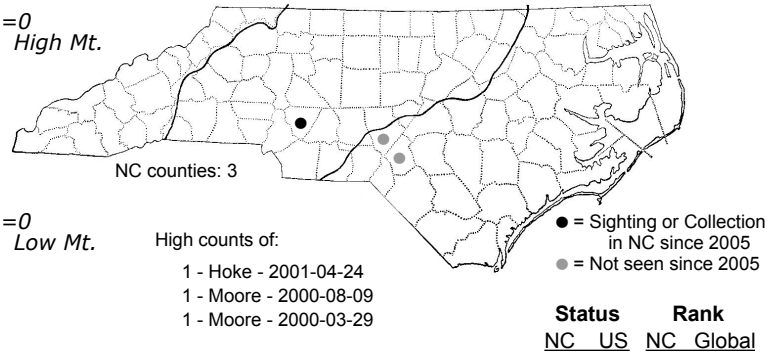 =0
High Mt.
NC counties: 3
=0
Low Mt.
High counts of:
1 - Hoke - 2001-04-24
1 - Moore - 2000-08-09
1 - Moore - 2000-03-29
● = Sighting or Collection
in NC since 2005
● = Not seen since 2005
Status Rank
NC US NC Global